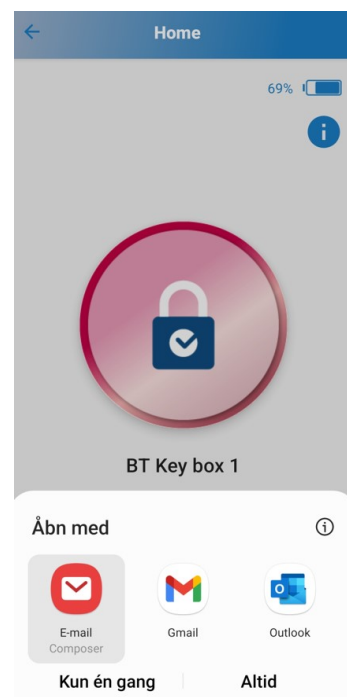 Home
69%
BT Key box 1
Åbn med
E-mail
Composer
Gmail
Outlook
Kun én gang
Altid